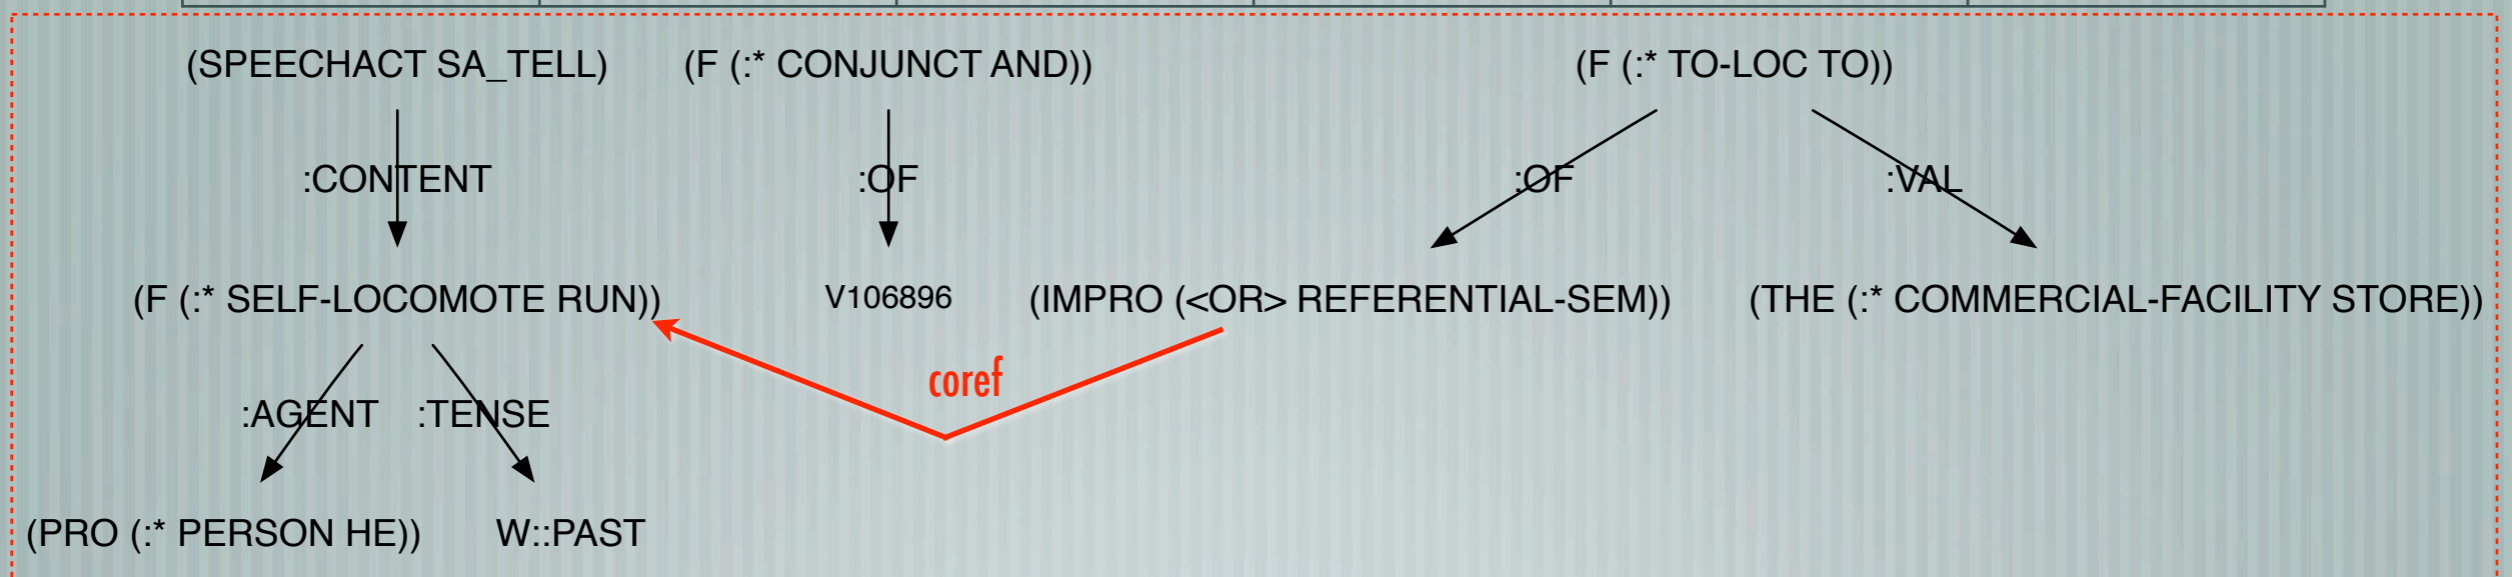 (SPEECHACT SA_TELL) (F (:* CONJUNCT AND)) (F (:* TO-LOC TO))
:CONTENT :OF :OF :VAL
(F (:* SELF-LOCOMOTE RUN)) V106896 (IMPRO (<OR> REFERENTIAL-SEM)) (THE (:* COMMERCIAL-FACILITY STORE))
coref
:AGENT :TENSE
(PRO (:* PERSON HE)) W::PAST